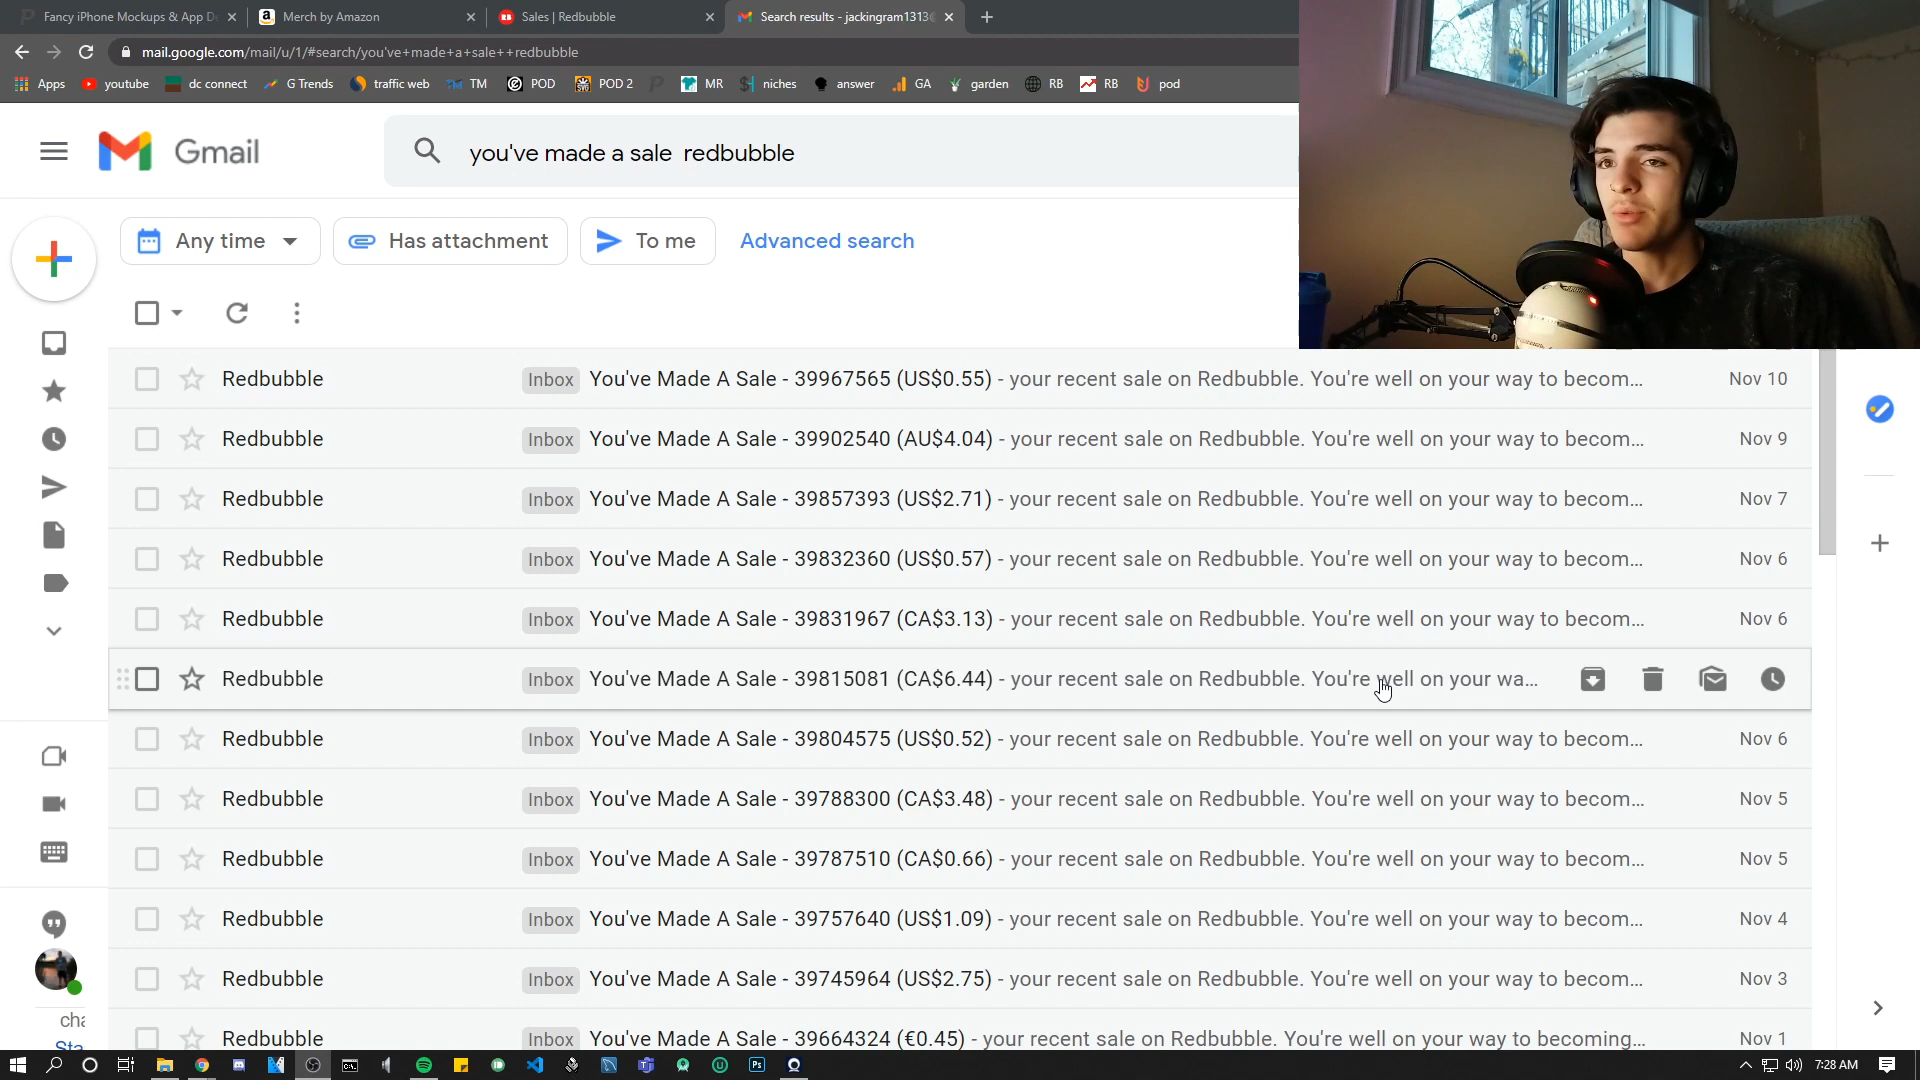 Fancy iPhone Mockups & App De
Merch by Amazon
Sales | Redbubble
Search results - jackingram1313@
mail.google.com/mail/u/1/#search/you've+made+a+sale++redbubble
Apps youtube dc connect G Trends traffic web TM POD POD 2 MR niches answer GA garden RB RB pod
Gmail
you've made a sale  redbubble
Any time Has attachment To me Advanced search
Redbubble Inbox You've Made A Sale - 39967565 (US$0.55) - your recent sale on Redbubble. You're well on your way to becom... Nov 10
Redbubble Inbox You've Made A Sale - 39902540 (AU$4.04) - your recent sale on Redbubble. You're well on your way to becom... Nov 9
Redbubble Inbox You've Made A Sale - 39857393 (US$2.71) - your recent sale on Redbubble. You're well on your way to becom... Nov 7
Redbubble Inbox You've Made A Sale - 39832360 (US$0.57) - your recent sale on Redbubble. You're well on your way to becom... Nov 6
Redbubble Inbox You've Made A Sale - 39831967 (CA$3.13) - your recent sale on Redbubble. You're well on your way to becom... Nov 6
Redbubble Inbox You've Made A Sale - 39815081 (CA$6.44) - your recent sale on Redbubble. You're well on your wa...
Redbubble Inbox You've Made A Sale - 39804575 (US$0.52) - your recent sale on Redbubble. You're well on your way to becom... Nov 6
Redbubble Inbox You've Made A Sale - 39788300 (CA$3.48) - your recent sale on Redbubble. You're well on your way to becom... Nov 5
Redbubble Inbox You've Made A Sale - 39787510 (CA$0.66) - your recent sale on Redbubble. You're well on your way to becom... Nov 5
Redbubble Inbox You've Made A Sale - 39757640 (US$1.09) - your recent sale on Redbubble. You're well on your way to becom... Nov 4
Redbubble Inbox You've Made A Sale - 39745964 (US$2.75) - your recent sale on Redbubble. You're well on your way to becom... Nov 3
cha
Redbubble Inbox You've Made A Sale - 39664324 (€0.45) - your recent sale on Redbubble. You're well on your way to becoming... Nov 1
Sta
7:28 AM